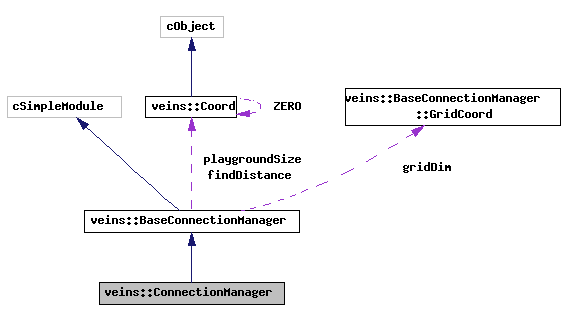 cObject
cSimpleModule
veins::Coord
ZERO
veins::BaseConnectionManager
::GridCoord
playgroundSize
findDistance
gridDim
veins::BaseConnectionManager
veins::ConnectionManager